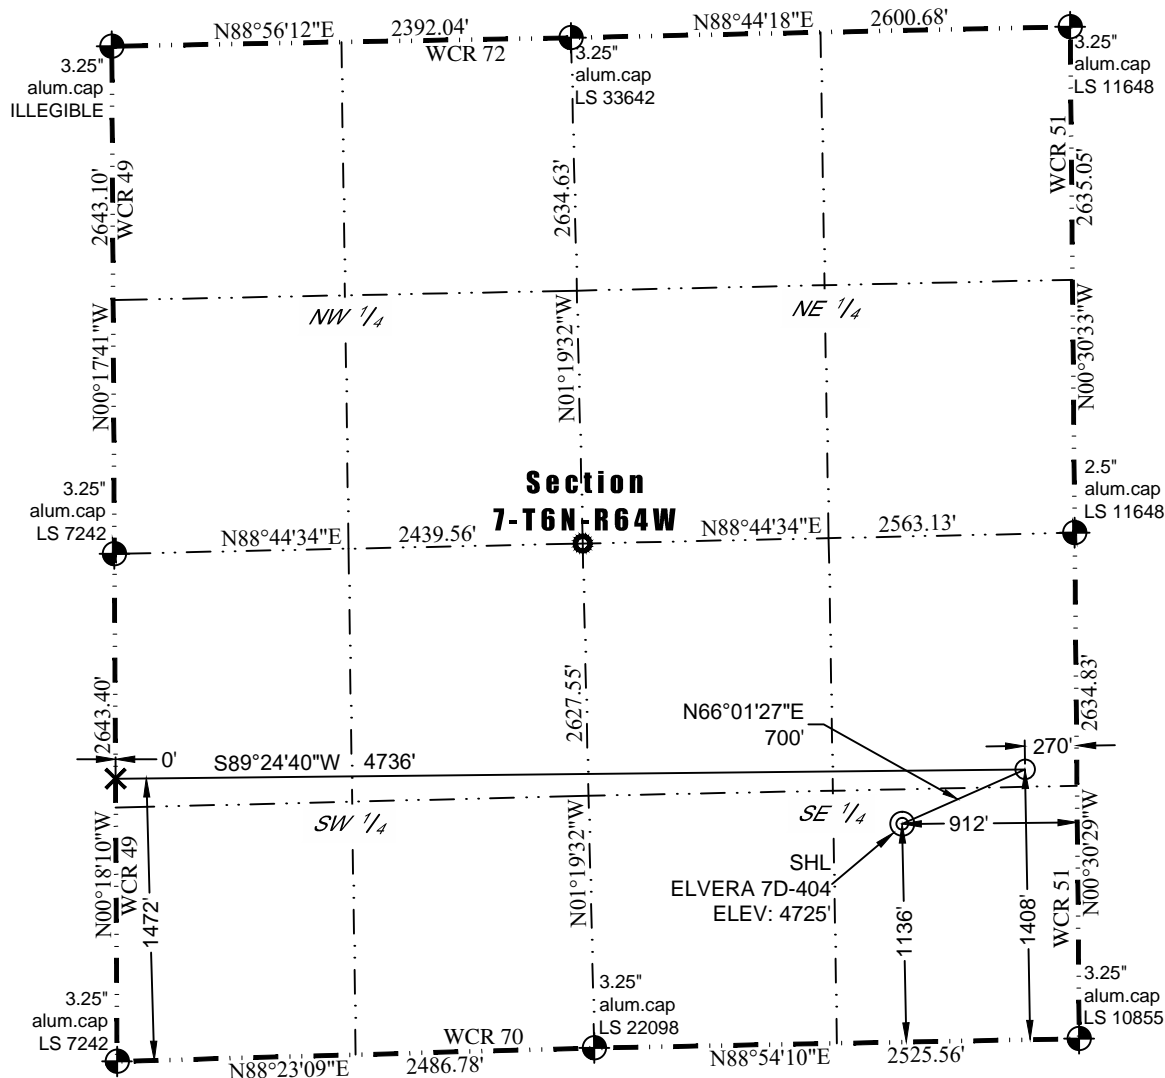 N88°56'12"E 2392.04'
N88°44'18"E 2600.68'
WCR 72
3.25"
alum.cap
ILLEGIBLE
3.25"
alum.cap
LS 33642
3.25"
alum.cap
LS 11648
2643.10'
WCR 49
2634.63'
WCR 51
2635.05'
NW 1/4
NE 1/4
N00°17'41"W
N01°19'32"W
N00°30'33"W
3.25"
alum.cap
LS 7242
Section
7-T6N-R64W
2.5"
alum.cap
LS 11648
N88°44'34"E 2439.56'
N88°44'34"E 2563.13'
2643.40'
2627.55'
2634.83'
N66°01'27"E
700'
0'
S89°24'40"W 4736'
270'
SW 1/4
SE 1/4
912'
N00°18'10"W
WCR 49
1472'
N01°19'32"W
SHL
ELVERA 7D-404
ELEV: 4725'
1136'
1408'
WCR 51
N00°30'29"W
3.25"
alum.cap
LS 7242
3.25"
alum.cap
LS 22098
3.25"
alum.cap
LS 10855
WCR 70
N88°23'09"E 2486.78'
N88°54'10"E 2525.56'